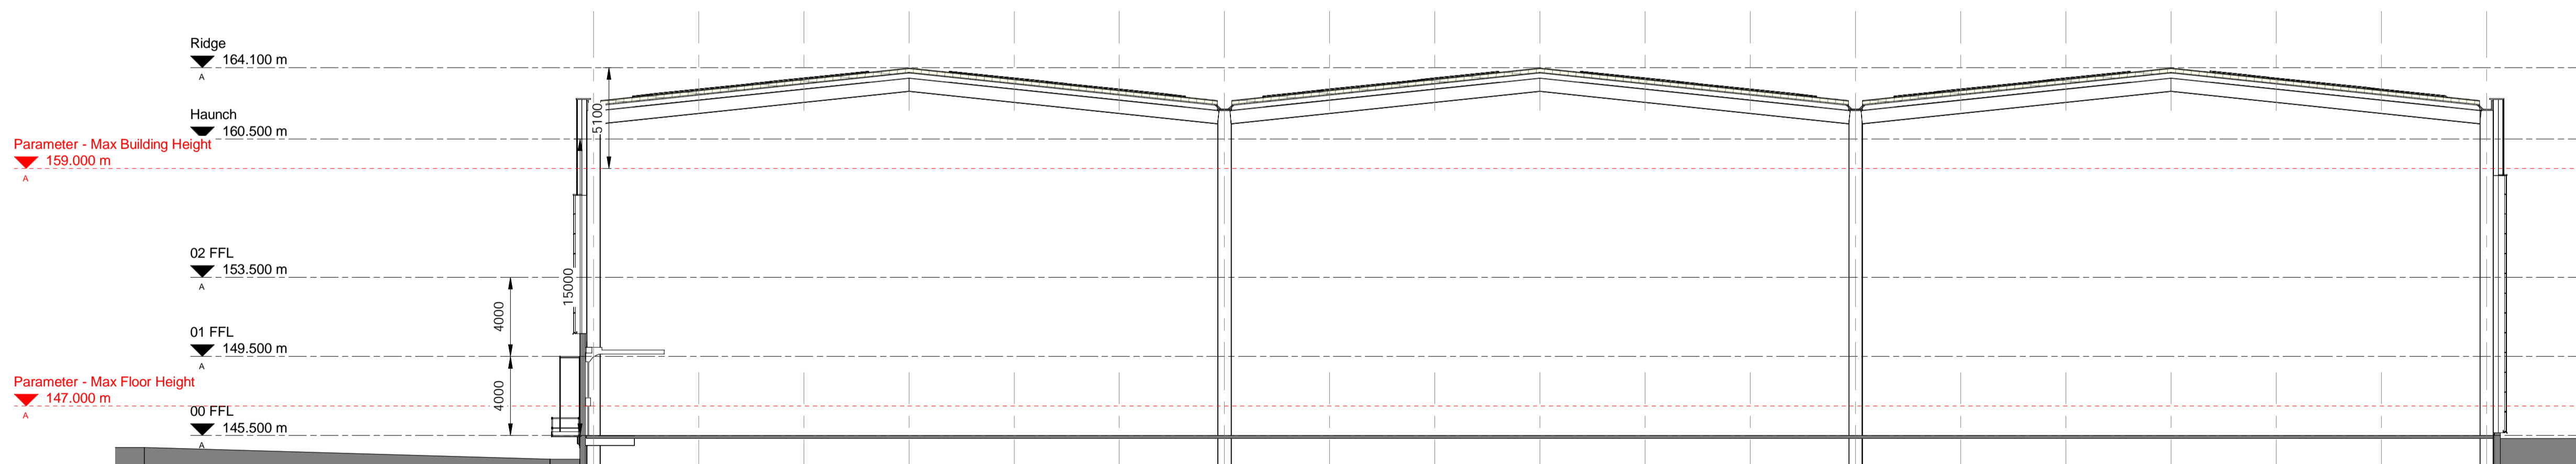 Ridge
164.100 m
A
Haunch
160.500 m
Parameter - Max Building Height
159.000 m
A
5100
02 FFL
153.500 m
A
15000
4000
01 FFL
149.500 m
A
4000
Parameter - Max Floor Height
147.000 m
A
00 FFL
145.500 m
A